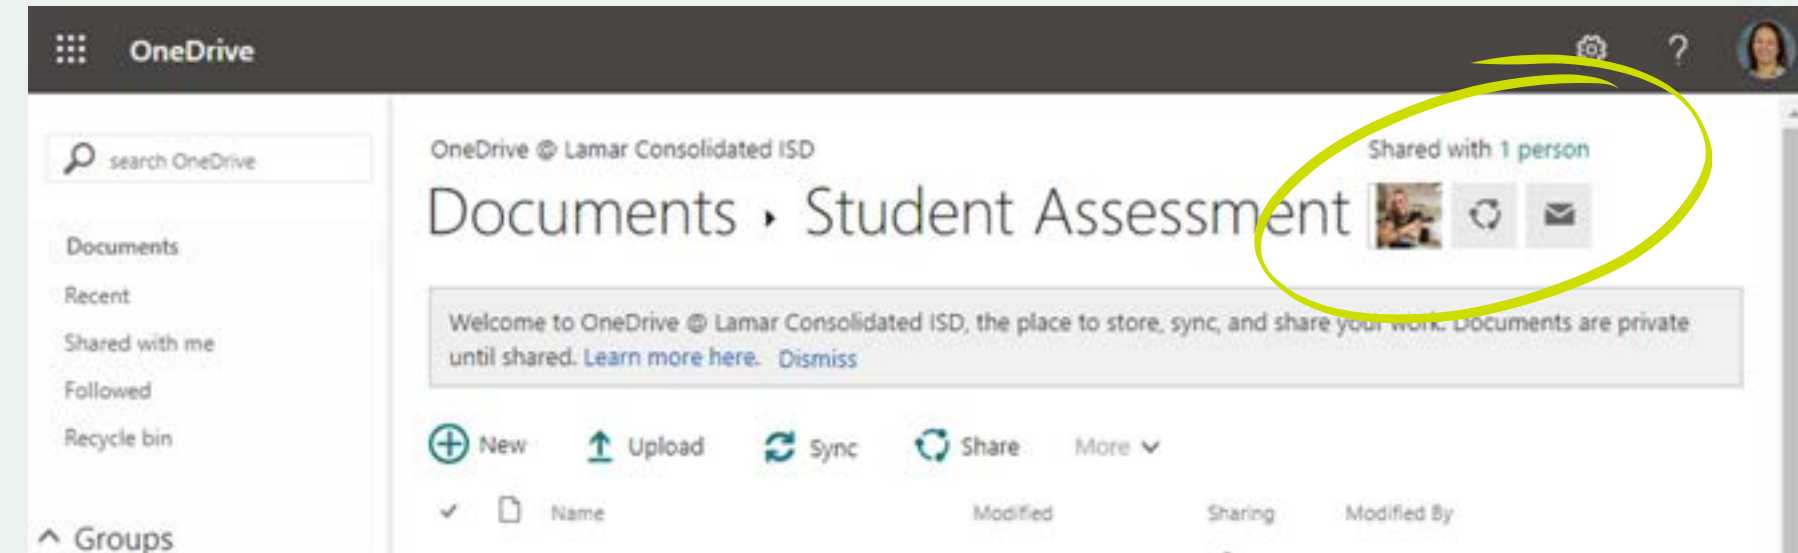 OneDrive
?
search OneDrive
Documents
Recent
Shared with me
Followed
Recycle bin
Groups
OneDrive @ Lamar Consolidated ISD
Documents ▸ Student Assessment
Shared with 1 person
Welcome to OneDrive @ Lamar Consolidated ISD, the place to store, sync, and share your work. Documents are private
until shared. Learn more here. Dismiss
New Upload Sync Share More
Name Modified Sharing Modified By